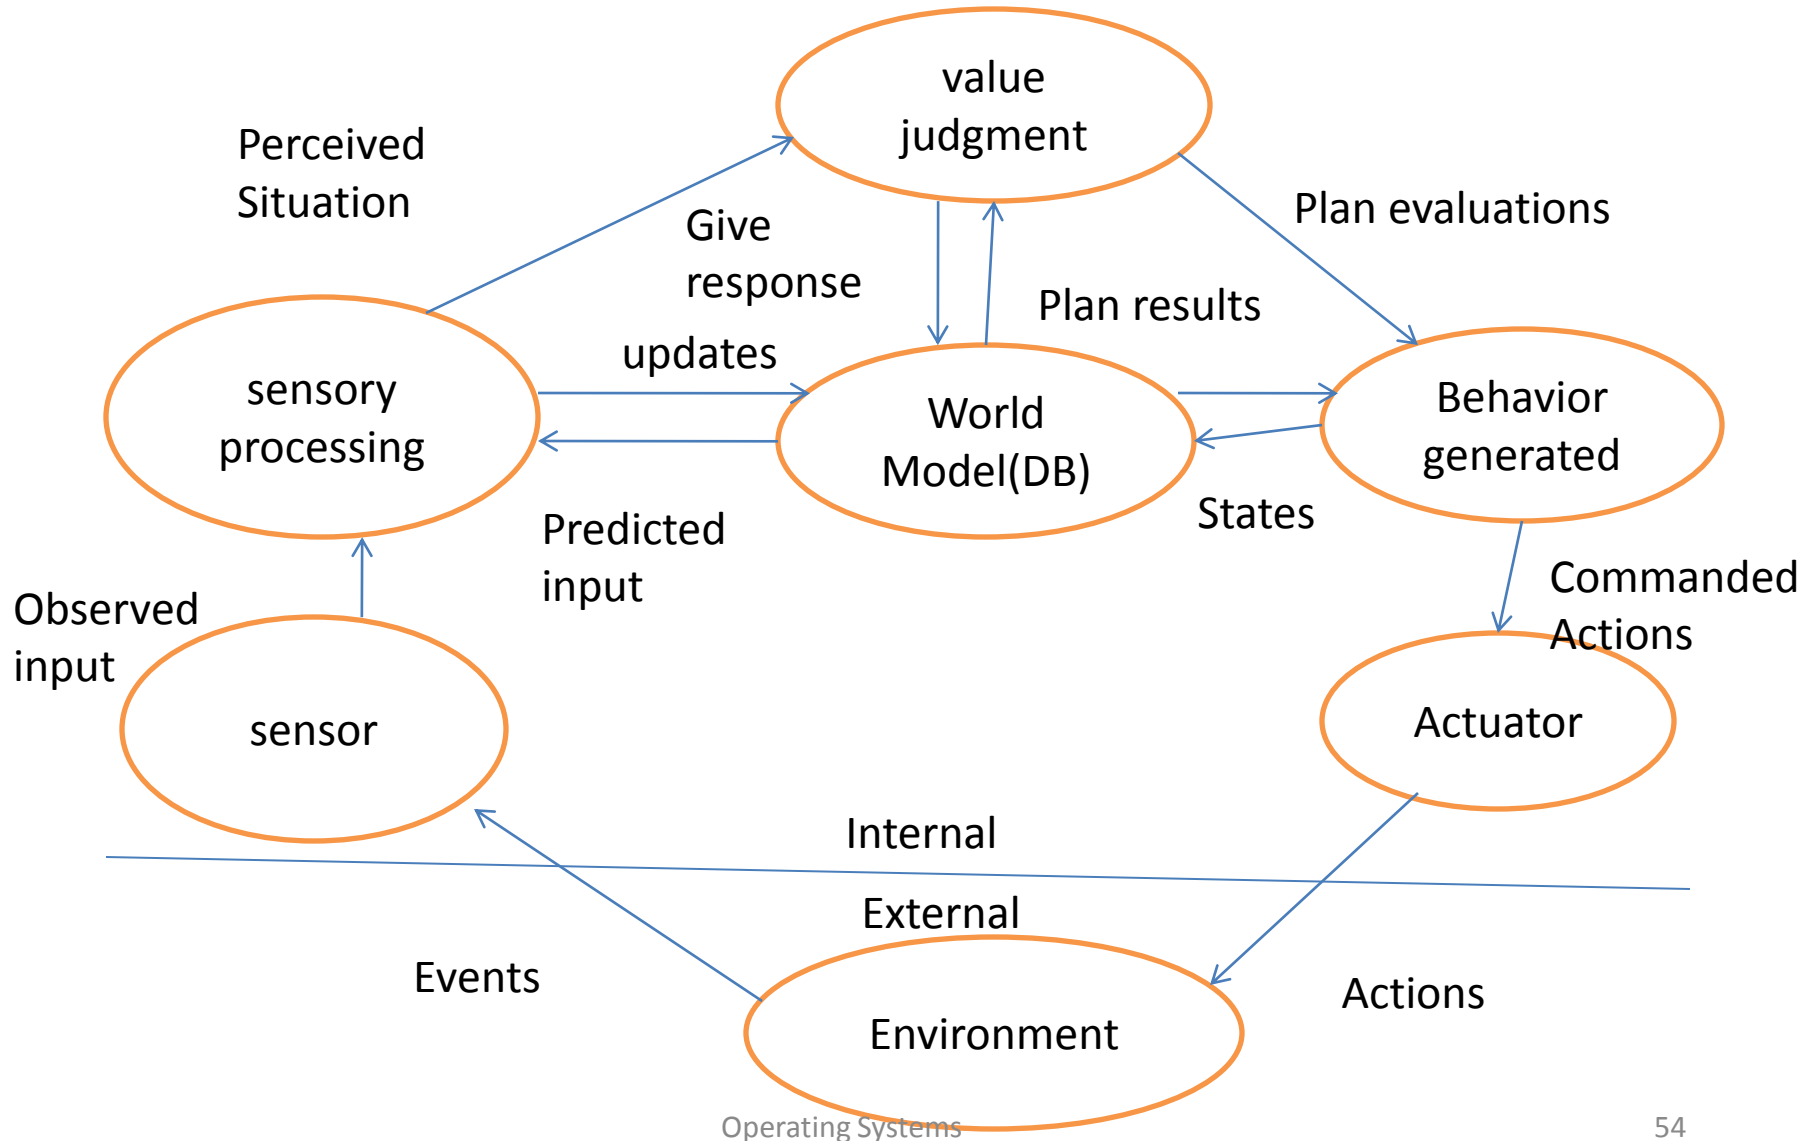 value
judgment
Perceived
Situation
Plan evaluations
Give
response
Plan results
updates
sensory
processing
World
Model(DB)
Behavior
generated
States
Predicted
input
Commanded
Actions
Observed
input
sensor
Actuator
Internal
External
Events
Actions
Environment
Operating Systems
54